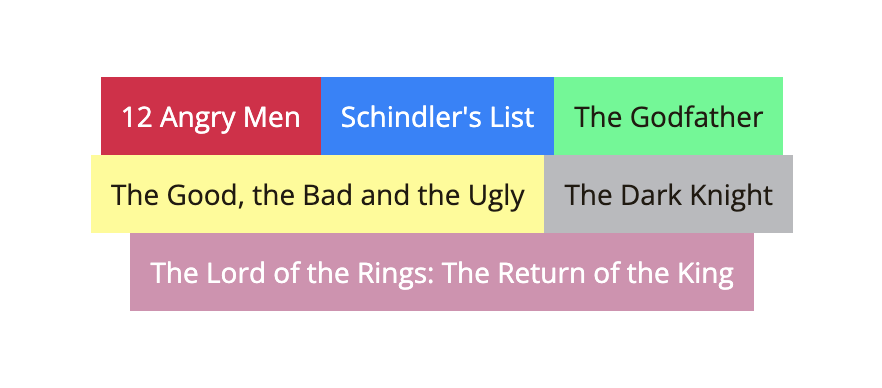 12 Angry Men Schindler's List The Godfather
The Good, the Bad and the Ugly The Dark Knight
The Lord of the Rings: The Return of the King